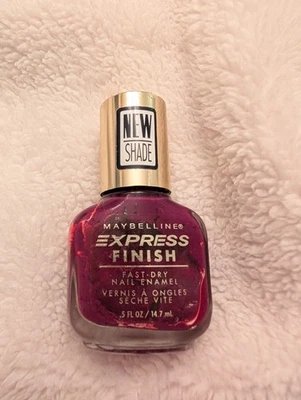 NEW
SHADE
MAYBELLINE®
EXPRESS
FINISH
FAST-DRY
NAIL ENAMEL
VERNIS À ONGLES
SÈCHE VITE
.5 FL OZ / 14.7 mL